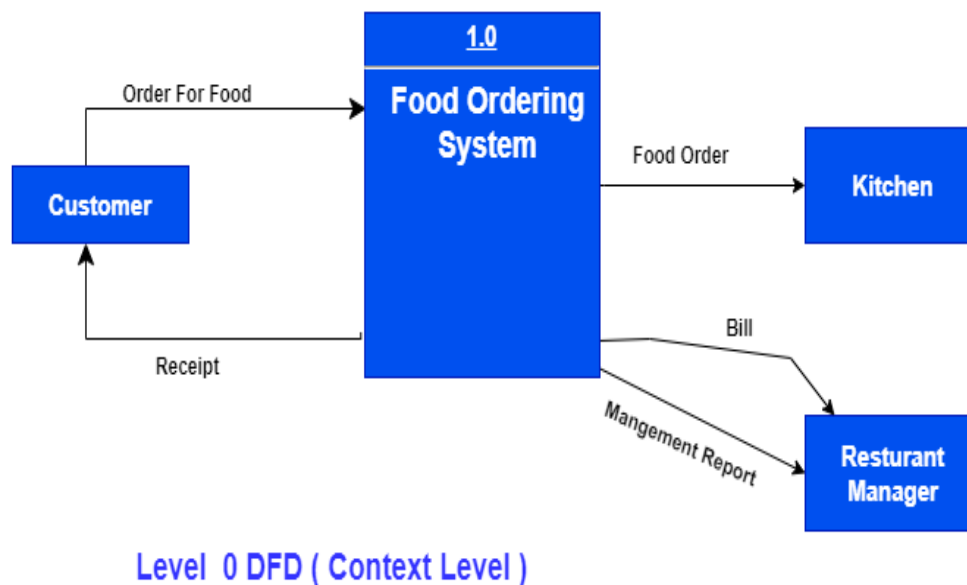 1.0
Order For Food
Food Ordering
System
Food Order
Customer
Kitchen
Receipt
Bill
Mangement Report
Resturant
Manager
Level 0 DFD ( Context Level )